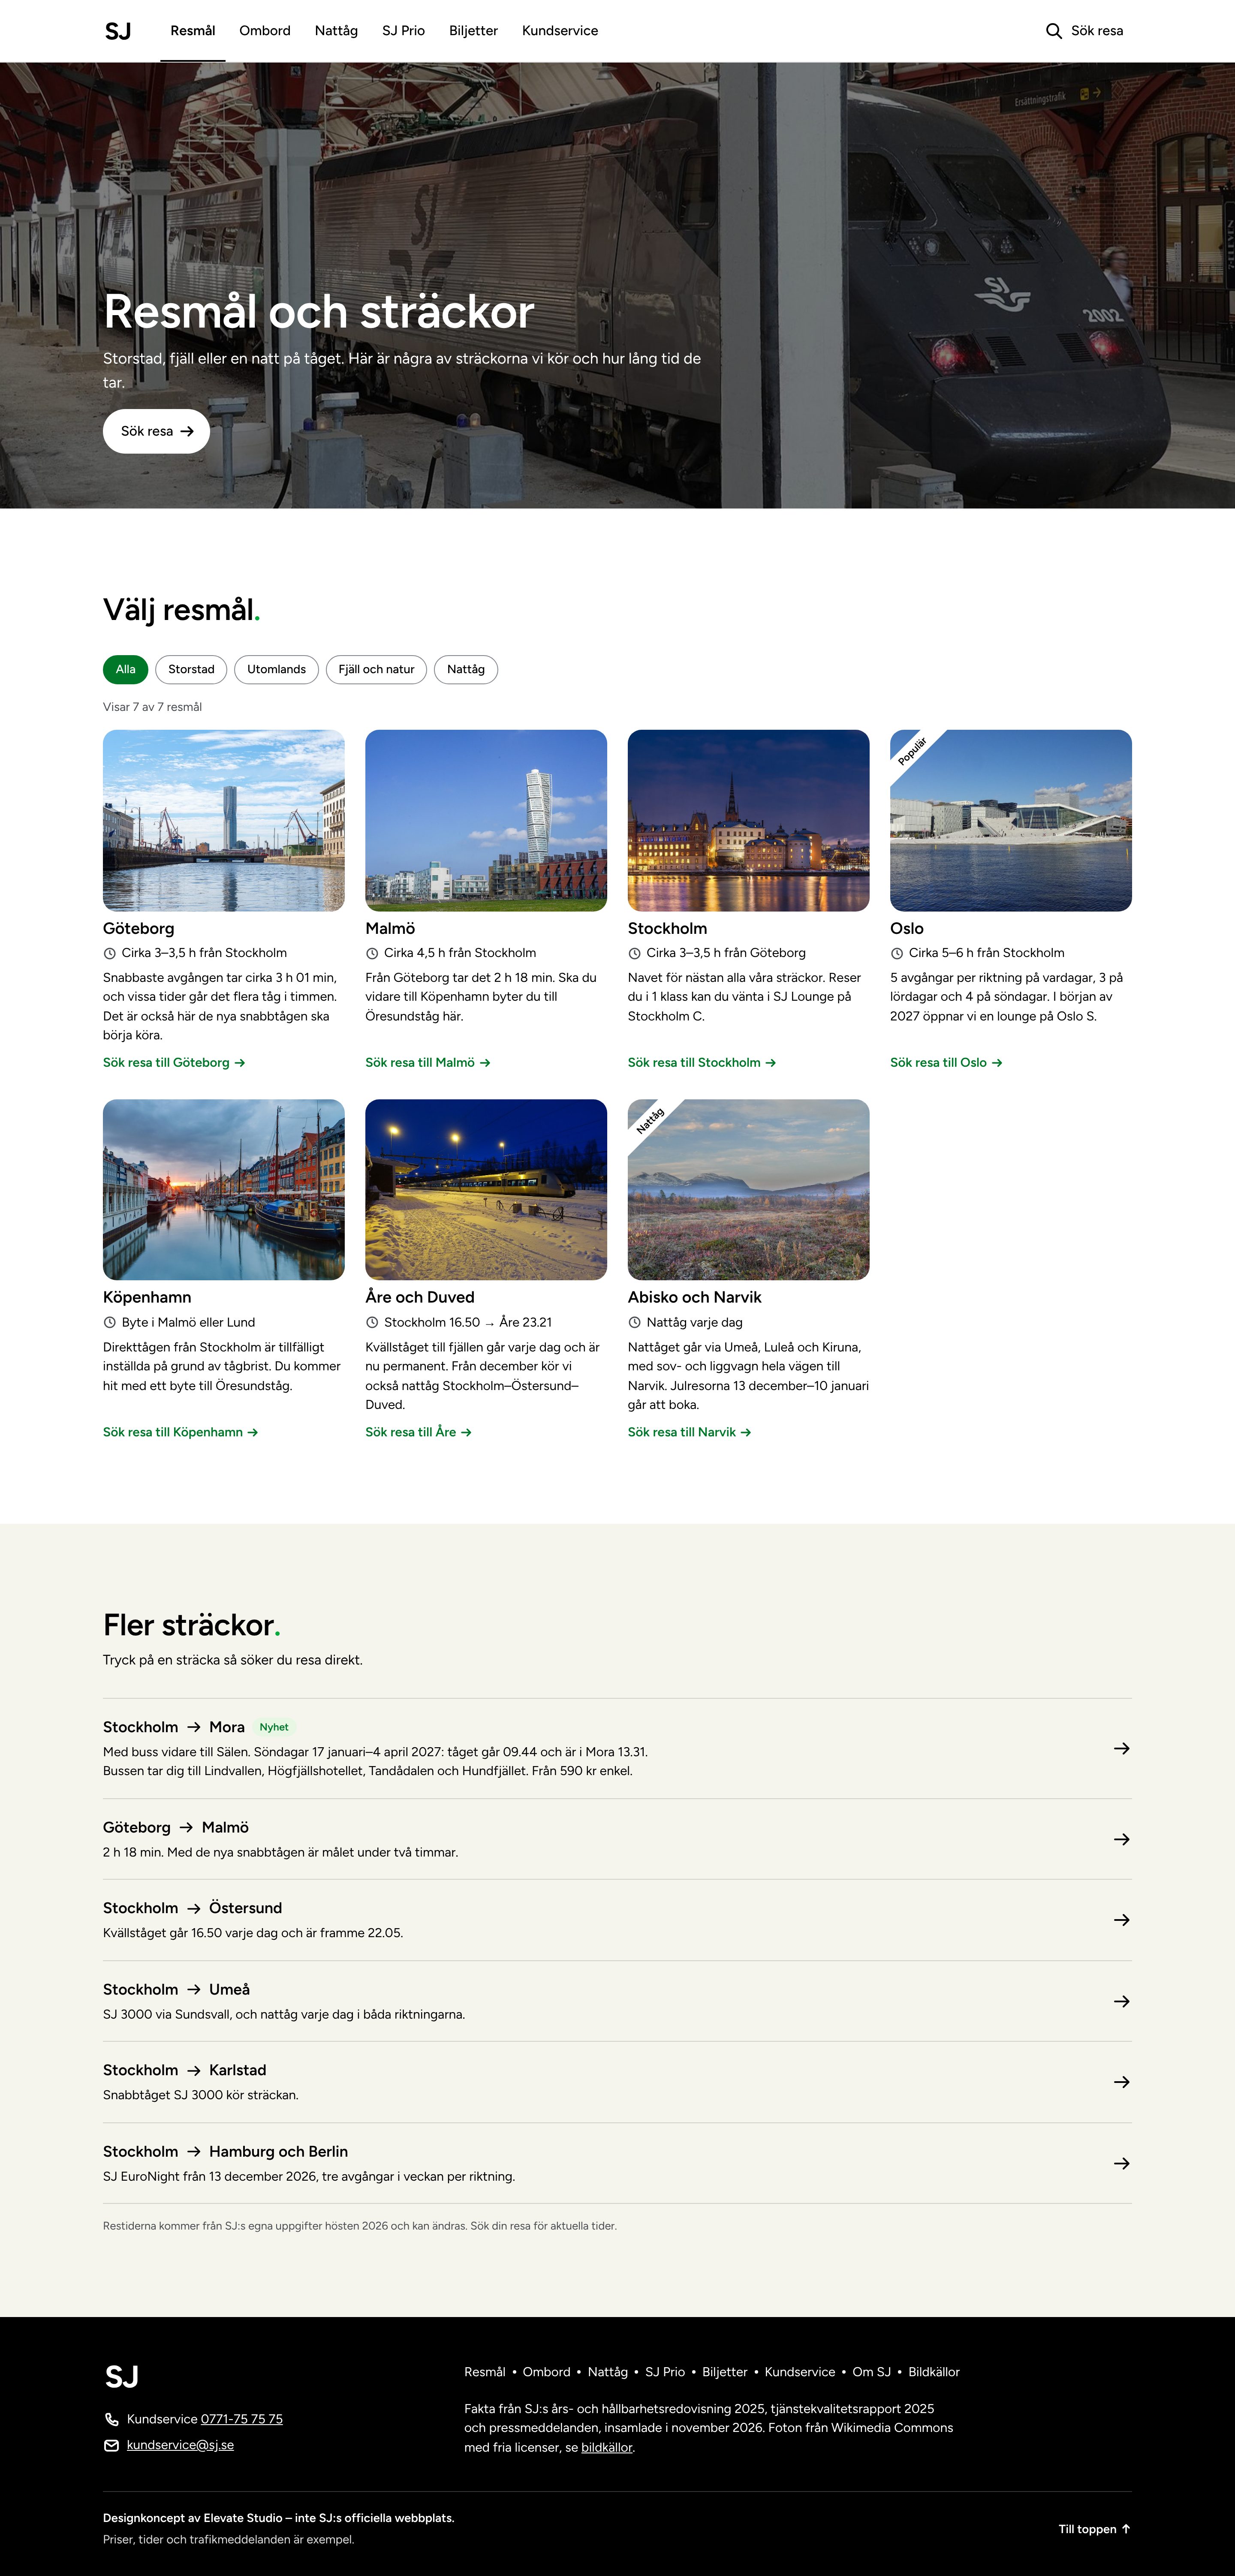 SJ
Resmål
Ombord
Nattåg
SJ Prio
Biljetter
Kundservice
Sök resa
Ersättningstrafik
SJ
2002
Resmål och sträckor
Storstad, fjäll eller en natt på tåget. Här är några av sträckorna vi kör och hur lång tid de
tar.
Sök resa →
Välj resmål.
Alla
Storstad
Utomlands
Fjäll och natur
Nattåg
Visar 7 av 7 resmål
Göteborg
Cirka 3–3,5 h från Stockholm
Snabbaste avgången tar cirka 3 h 01 min,
och vissa tider går det flera tåg i timmen.
Det är också här de nya snabbtågen ska
börja köra.
Sök resa till Göteborg →
Malmö
Cirka 4,5 h från Stockholm
Från Göteborg tar det 2 h 18 min. Ska du
vidare till Köpenhamn byter du till
Öresundståg här.
Sök resa till Malmö →
Stockholm
Cirka 3–3,5 h från Göteborg
Navet för nästan alla våra sträckor. Reser
du i 1 klass kan du vänta i SJ Lounge på
Stockholm C.
Sök resa till Stockholm →
Populär
Oslo
Cirka 5–6 h från Stockholm
5 avgångar per riktning på vardagar, 3 på
lördagar och 4 på söndagar. I början av
2027 öppnar vi en lounge på Oslo S.
Sök resa till Oslo →
Köpenhamn
Byte i Malmö eller Lund
Direkttågen från Stockholm är tillfälligt
inställda på grund av tågbrist. Du kommer
hit med ett byte till Öresundståg.
Sök resa till Köpenhamn →
Åre och Duved
Stockholm 16.50 → Åre 23.21
Kvällståget till fjällen går varje dag och är
nu permanent. Från december kör vi
också nattåg Stockholm–Östersund–
Duved.
Sök resa till Åre →
Nattåg
Abisko och Narvik
Nattåg varje dag
Nattåget går via Umeå, Luleå och Kiruna,
med sov- och liggvagn hela vägen till
Narvik. Julresorna 13 december–10 januari
går att boka.
Sök resa till Narvik →
Fler sträckor.
Tryck på en sträcka så söker du resa direkt.
Stockholm → Mora Nyhet
Med buss vidare till Sälen. Söndagar 17 januari–4 april 2027: tåget går 09.44 och är i Mora 13.31.
Bussen tar dig till Lindvallen, Högfjällshotellet, Tandådalen och Hundfjället. Från 590 kr enkel.
Göteborg → Malmö
2 h 18 min. Med de nya snabbtågen är målet under två timmar.
Stockholm → Östersund
Kvällståget går 16.50 varje dag och är framme 22.05.
Stockholm → Umeå
SJ 3000 via Sundsvall, och nattåg varje dag i båda riktningarna.
Stockholm → Karlstad
Snabbtåget SJ 3000 kör sträckan.
Stockholm → Hamburg och Berlin
SJ EuroNight från 13 december 2026, tre avgångar i veckan per riktning.
Restiderna kommer från SJ:s egna uppgifter hösten 2026 och kan ändras. Sök din resa för aktuella tider.
SJ
Kundservice 0771-75 75 75
kundservice@sj.se
Resmål • Ombord • Nattåg • SJ Prio • Biljetter • Kundservice • Om SJ • Bildkällor
Fakta från SJ:s års- och hållbarhetsredovisning 2025, tjänstekvalitetsrapport 2025
och pressmeddelanden, insamlade i november 2026. Foton från Wikimedia Commons
med fria licenser, se bildkällor.
Designkoncept av Elevate Studio – inte SJ:s officiella webbplats.
Priser, tider och trafikmeddelanden är exempel.
Till toppen ↑